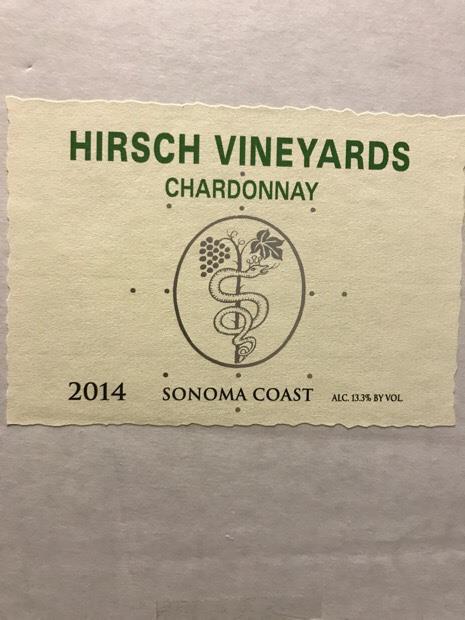 HIRSCH VINEYARDS
CHARDONNAY
2014 SONOMA COAST ALC. 13.3% BY VOL.